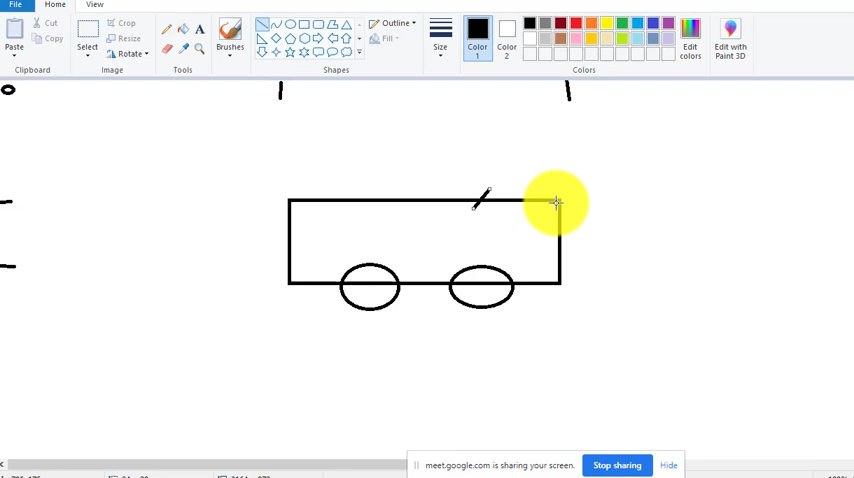 File Home View
Cut
Copy
Paste
Clipboard
Crop
Resize
Rotate
Select
Image
A
Tools
Brushes
Outline
Fill
Shapes
Size
Color 1
Color 2
Colors
Edit colors
Edit with Paint 3D
meet.google.com is sharing your screen.
Stop sharing
Hide